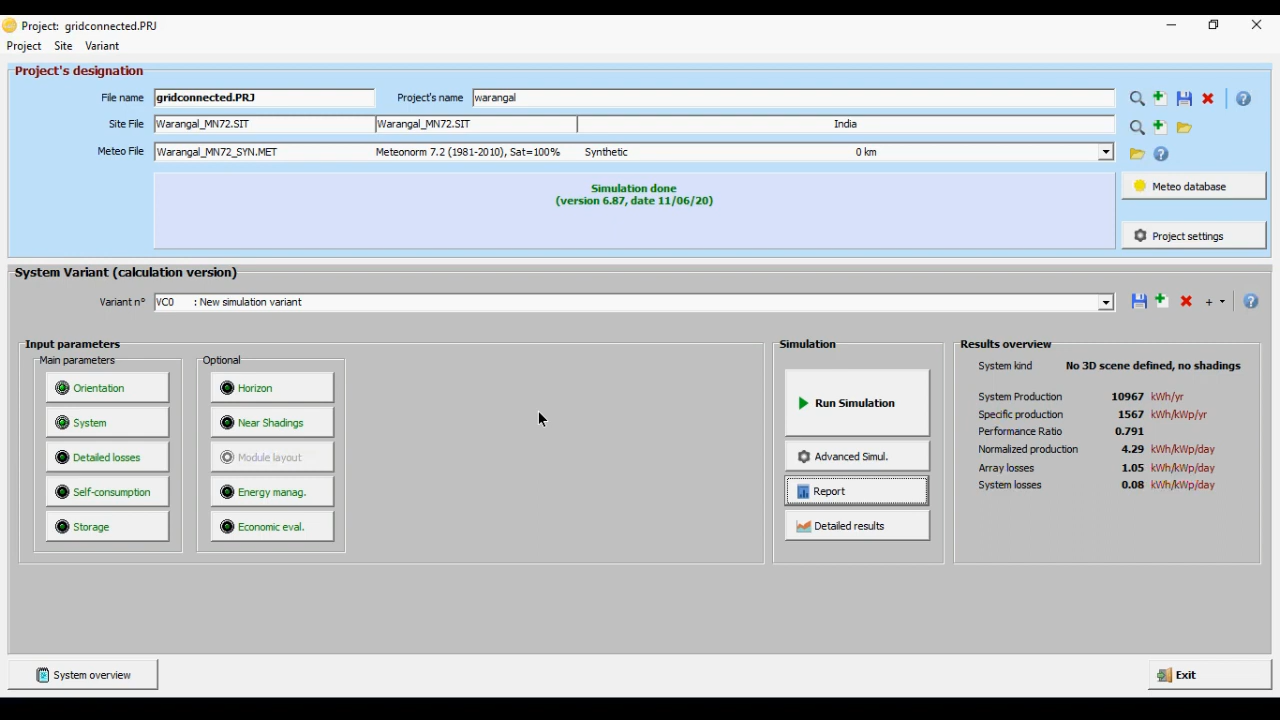 Project: gridconnected.PRJ
Project Site Variant
Project's designation
File name gridconnected.PRJ Project's name warangal
Site File Warangal_MN72.SIT Warangal_MN72.SIT India
Meteo File Warangal_MN72_SYN.MET Meteonorm 7.2 (1981-2010), Sat=100% Synthetic 0 km
Simulation done
(version 6.87, date 11/06/20)
Meteo database
Project settings
System Variant (calculation version)
Variant n° VC0 : New simulation variant
Input parameters
Main parameters
Orientation
System
Detailed losses
Self-consumption
Storage
Optional
Horizon
Near Shadings
Module layout
Energy manag.
Economic eval.
Simulation
Run Simulation
Advanced Simul.
Report
Detailed results
Results overview
System kind No 3D scene defined, no shadings
System Production 10967 kWh/yr
Specific production 1567 kWh/kWp/yr
Performance Ratio 0.791
Normalized production 4.29 kWh/kWp/day
Array losses 1.05 kWh/kWp/day
System losses 0.08 kWh/kWp/day
System overview
Exit